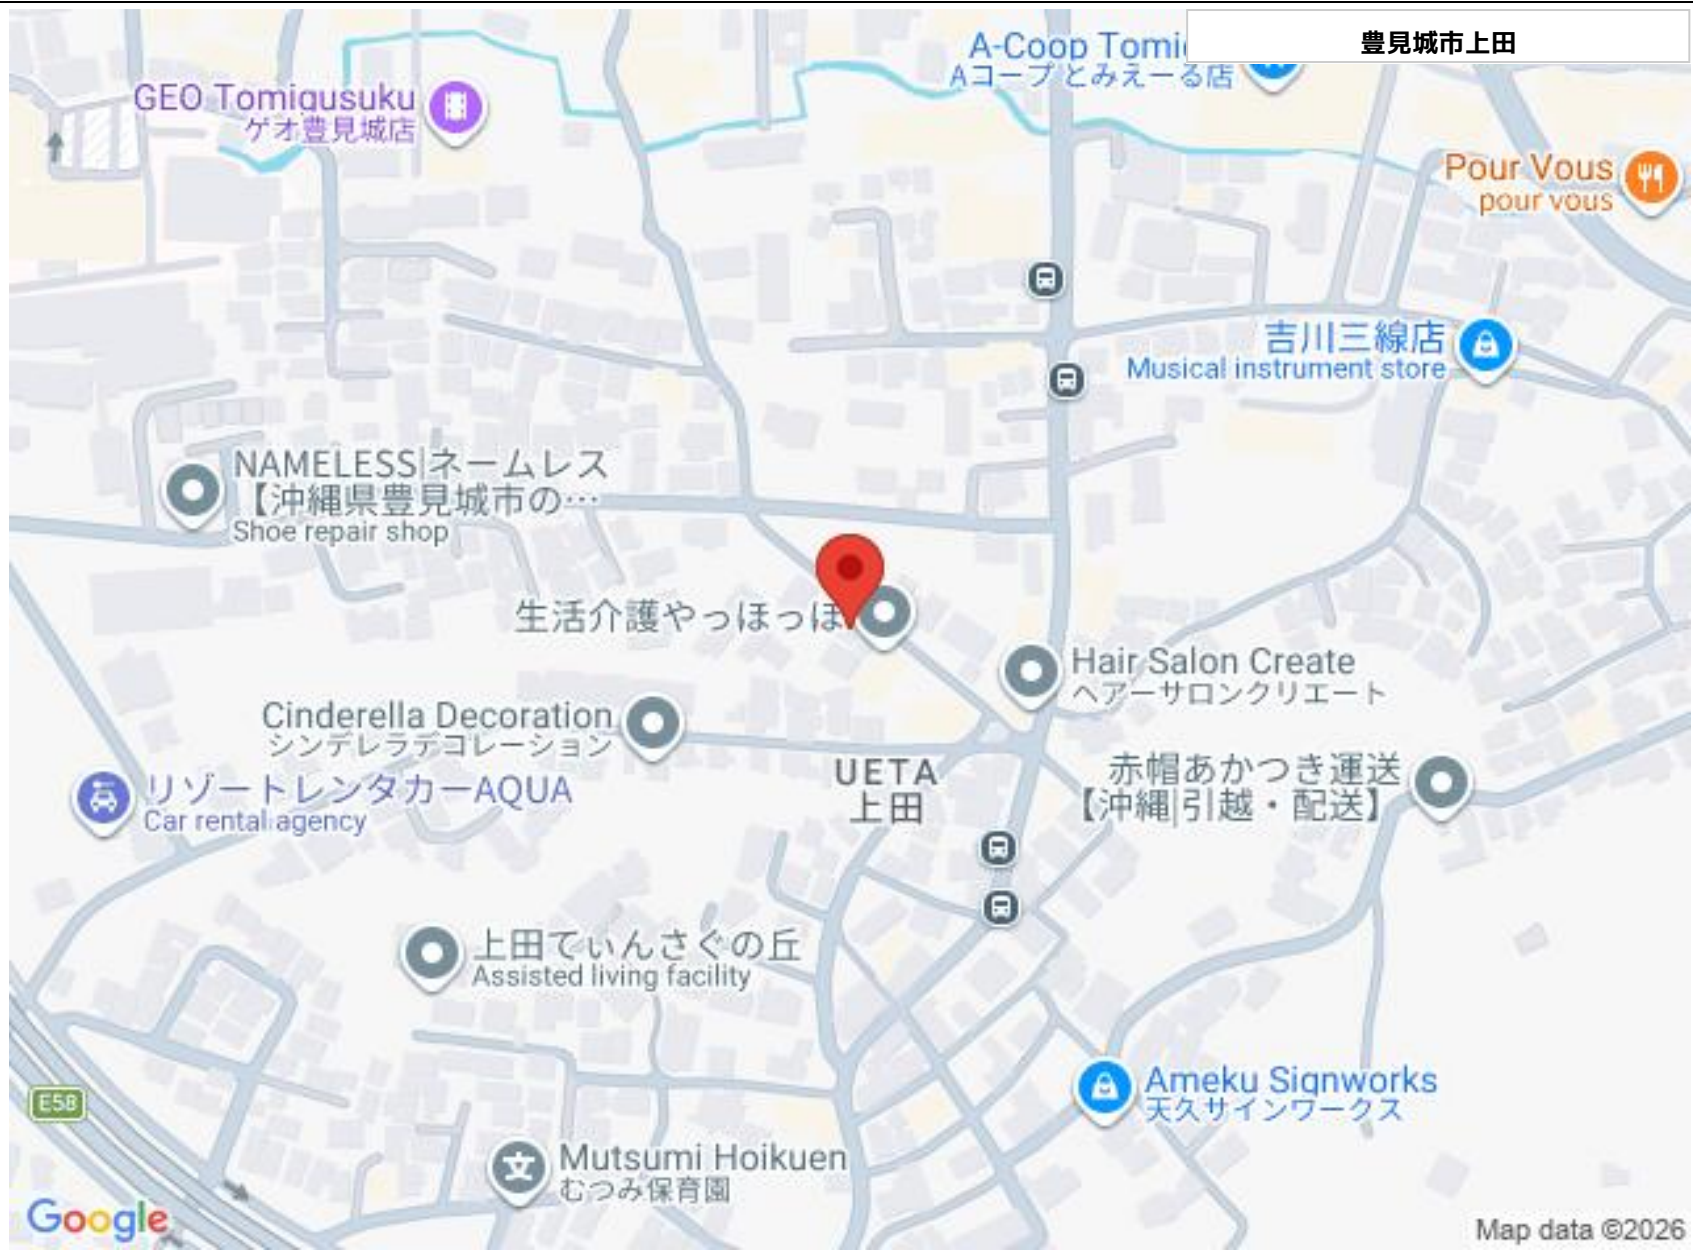 豊見城市上田
A-Coop Tomi
Aコープ とみえーる店
GEO Tomigusuku
ゲオ豊見城店
Pour Vous
pour vous
吉川三線店
Musical instrument store
NAMELESS|ネームレス
【沖縄県豊見城市の…
Shoe repair shop
生活介護やっほっほ
Hair Salon Create
ヘアーサロンクリエート
Cinderella Decoration
シンデレラデコレーション
UETA
上田
赤帽あかつき運送
【沖縄|引越・配送】
リゾートレンタカーAQUA
Car rental agency
上田てぃんさぐの丘
Assisted living facility
Ameku Signworks
天久サインワークス
E58
Mutsumi Hoikuen
むつみ保育園
文
Google
Map data ©2026